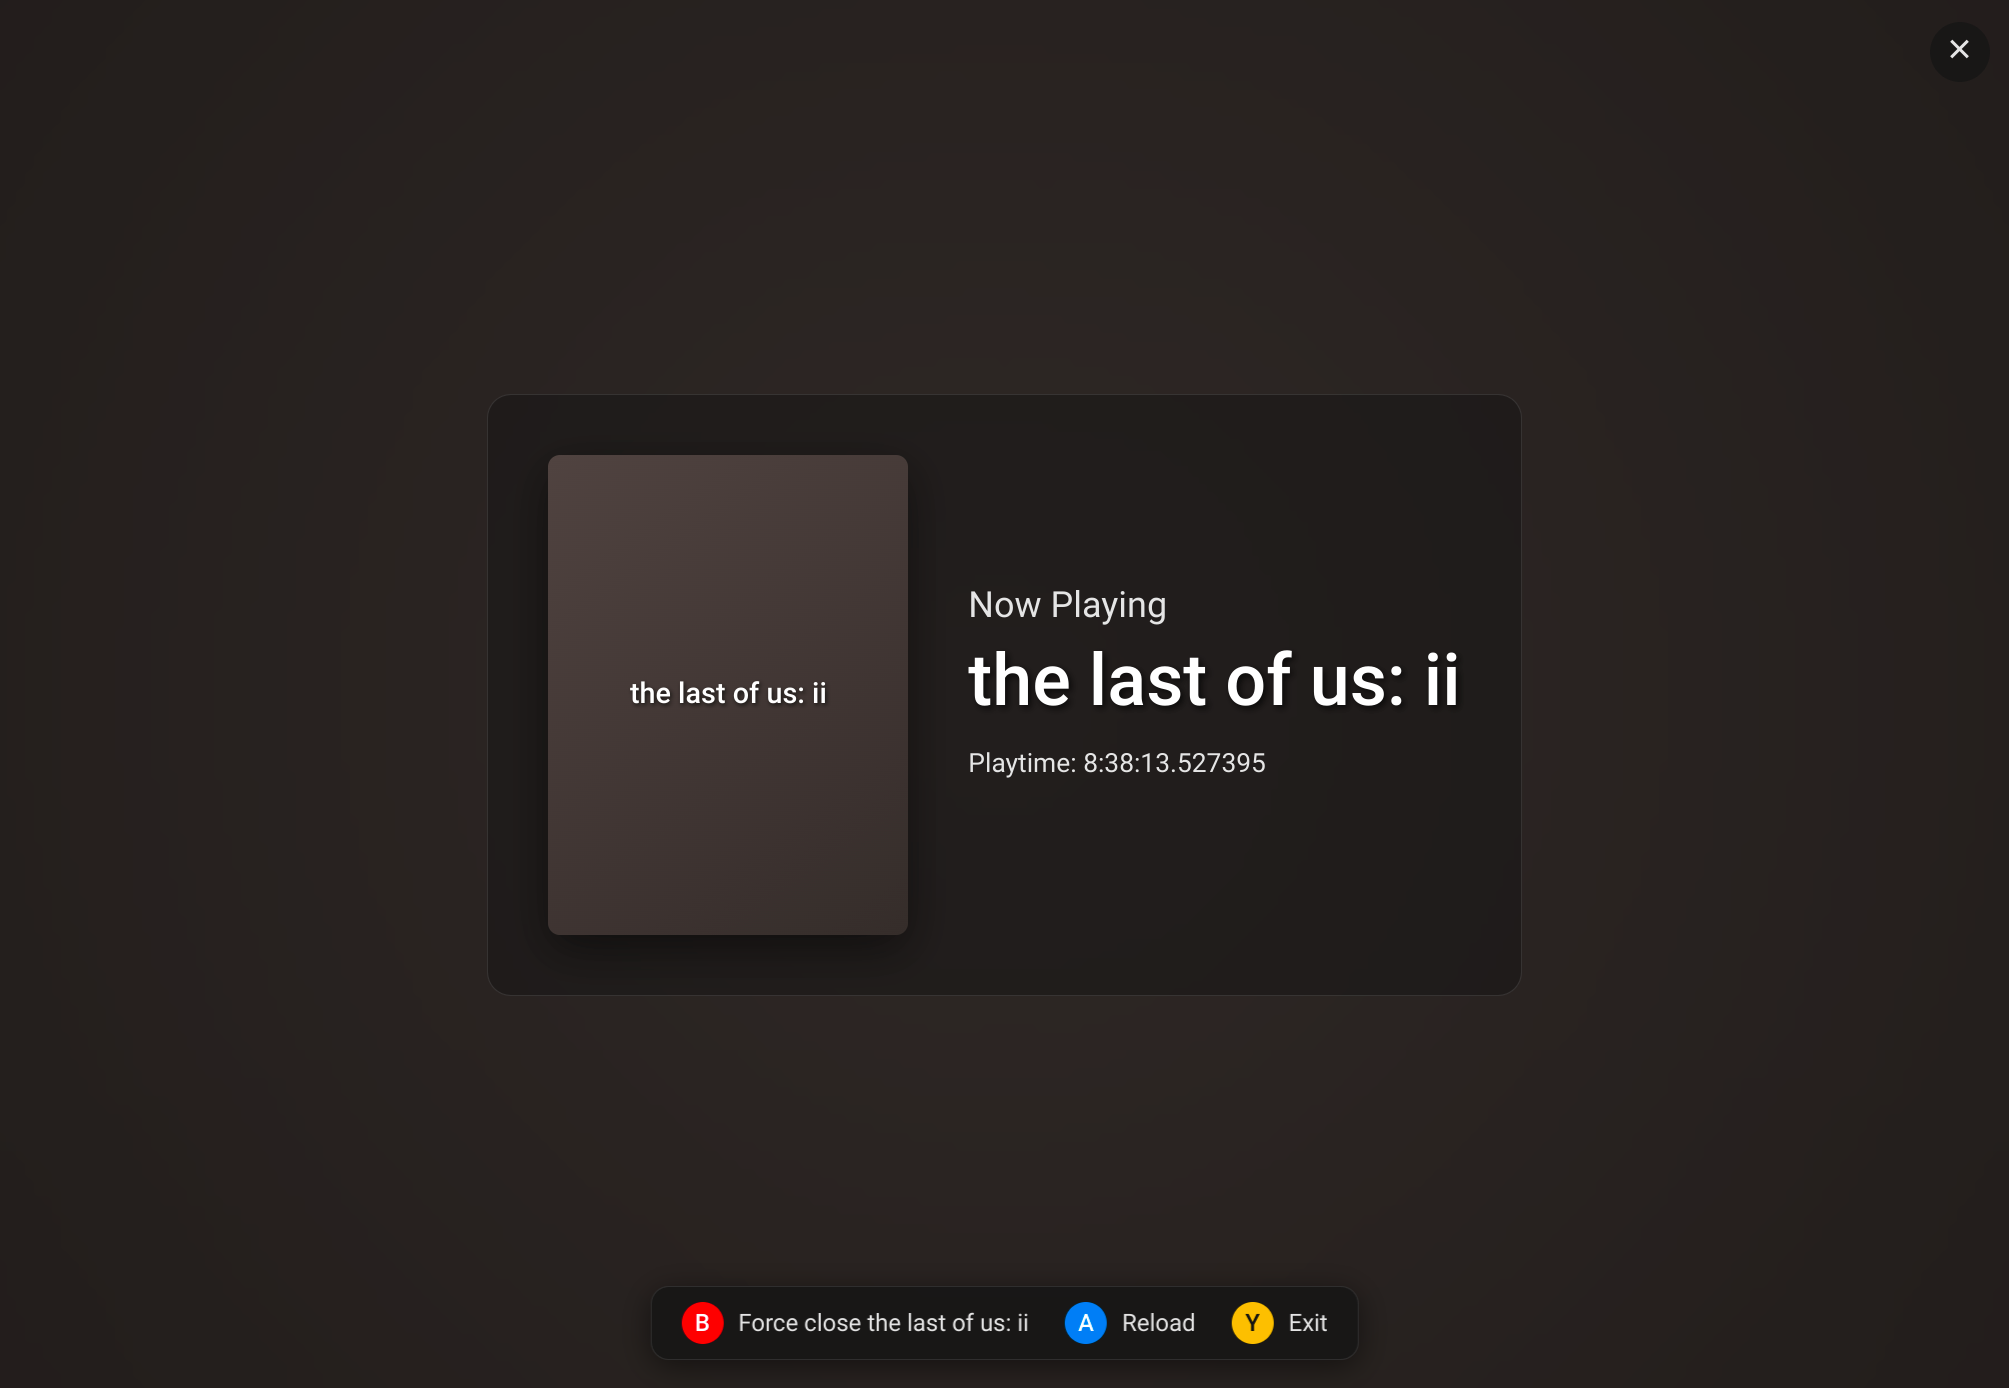 ×
the last of us: ii
Now Playing
the last of us: ii
Playtime: 8:38:13.527395
B Force close the last of us: ii A Reload Y Exit